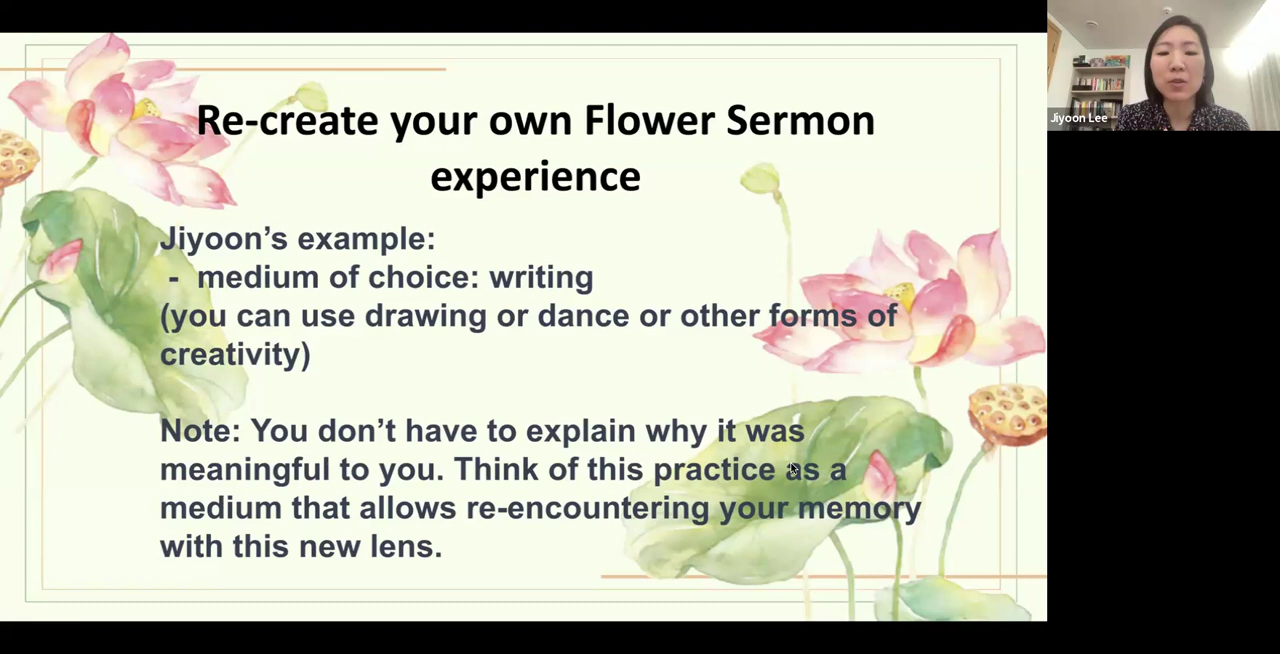 Re-create your own Flower Sermon
experience
Jiyoon Lee
Jiyoon’s example:
- medium of choice: writing
(you can use drawing or dance or other forms of
creativity)
Note: You don’t have to explain why it was
meaningful to you. Think of this practice as a
medium that allows re-encountering your memory
with this new lens.